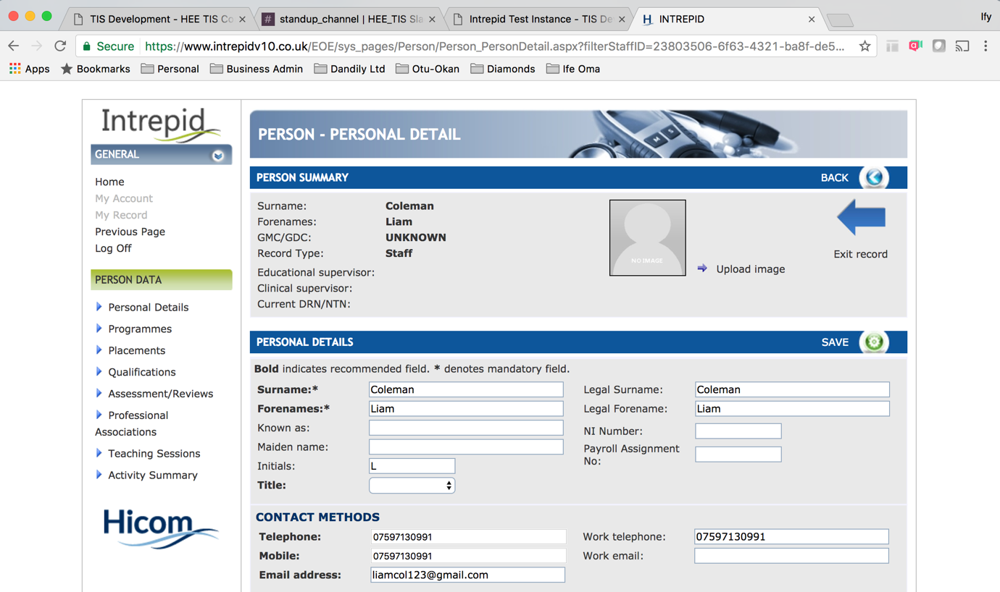 TIS Development - HEE TIS Co
# standup_channel | HEE_TIS Sla
Intrepid Test Instance - TIS De
INTREPID
Ify
Secure https://www.intrepidv10.co.uk/EOE/sys_pages/Person/Person_PersonDetail.aspx?filterStaffID=23803506-6f63-4321-ba8f-de5...
Apps Bookmarks Personal Business Admin Dandily Ltd Otu-Okan Diamonds Ife Oma
Intrepid
GENERAL
Home
My Account
My Record
Previous Page
Log Off
PERSON DATA
Personal Details
Programmes
Placements
Qualifications
Assessment/Reviews
Professional
Associations
Teaching Sessions
Activity Summary
Hicom
PERSON - PERSONAL DETAIL
PERSON SUMMARY BACK
Surname: Coleman
Forenames: Liam
GMC/GDC: UNKNOWN
Record Type: Staff
Educational supervisor:
Clinical supervisor:
Current DRN/NTN:
NO IMAGE
Upload image
Exit record
PERSONAL DETAILS SAVE
Bold indicates recommended field. * denotes mandatory field.
Surname:* Coleman Legal Surname: Coleman
Forenames:* Liam Legal Forename: Liam
Known as: NI Number:
Maiden name: Payroll Assignment
No:
Initials: L
Title:
CONTACT METHODS
Telephone: 07597130991 Work telephone: 07597130991
Mobile: 07597130991 Work email:
Email address: liamcol123@gmail.com